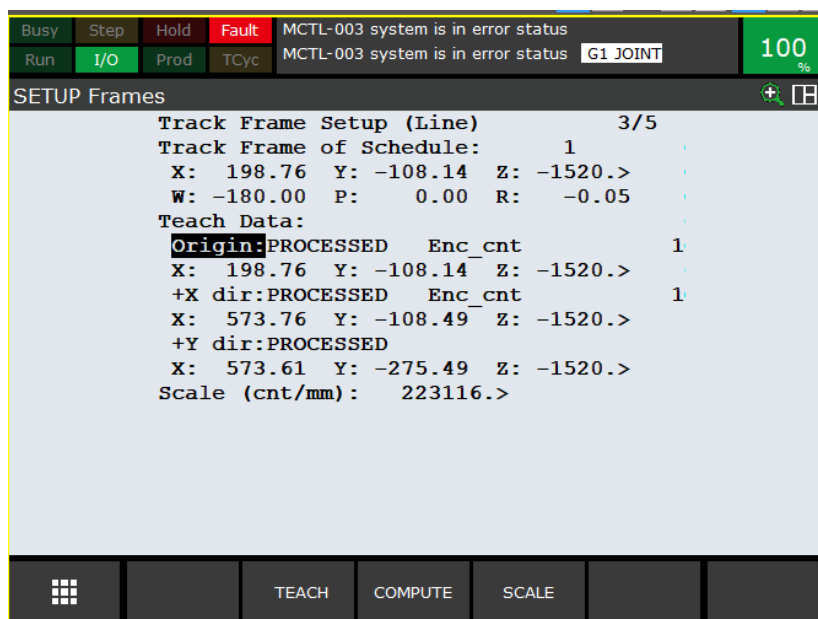 Busy Step Hold Fault MCTL-003 system is in error status
Run I/O Prod TCyc MCTL-003 system is in error status G1 JOINT 100 %
SETUP Frames
Track Frame Setup (Line) 3/5
Track Frame of Schedule: 1
X: 198.76 Y: -108.14 Z: -1520.>
W: -180.00 P: 0.00 R: -0.05
Teach Data:
Origin:PROCESSED Enc_cnt 1
X: 198.76 Y: -108.14 Z: -1520.>
+X dir:PROCESSED Enc_cnt 1
X: 573.76 Y: -108.49 Z: -1520.>
+Y dir:PROCESSED
X: 573.61 Y: -275.49 Z: -1520.>
Scale (cnt/mm): 223116.>
TEACH COMPUTE SCALE